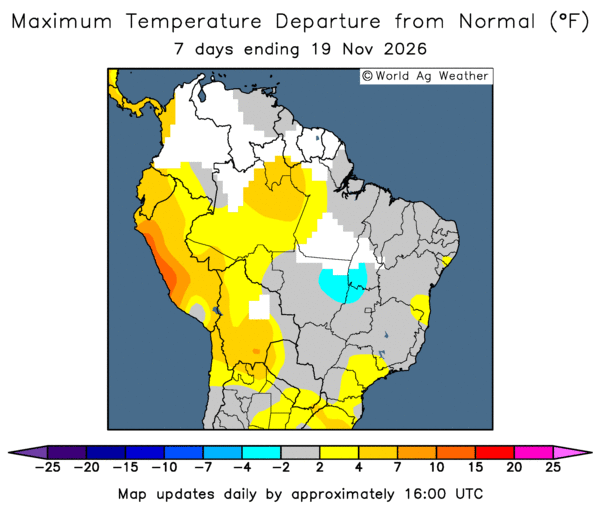 Maximum Temperature Departure from Normal (°F)
7 days ending 19 Nov 2026
©World Ag Weather
-25 -20 -15 -10 -7 -4 -2 2 4 7 10 15 20 25
Map updates daily by approximately 16:00 UTC